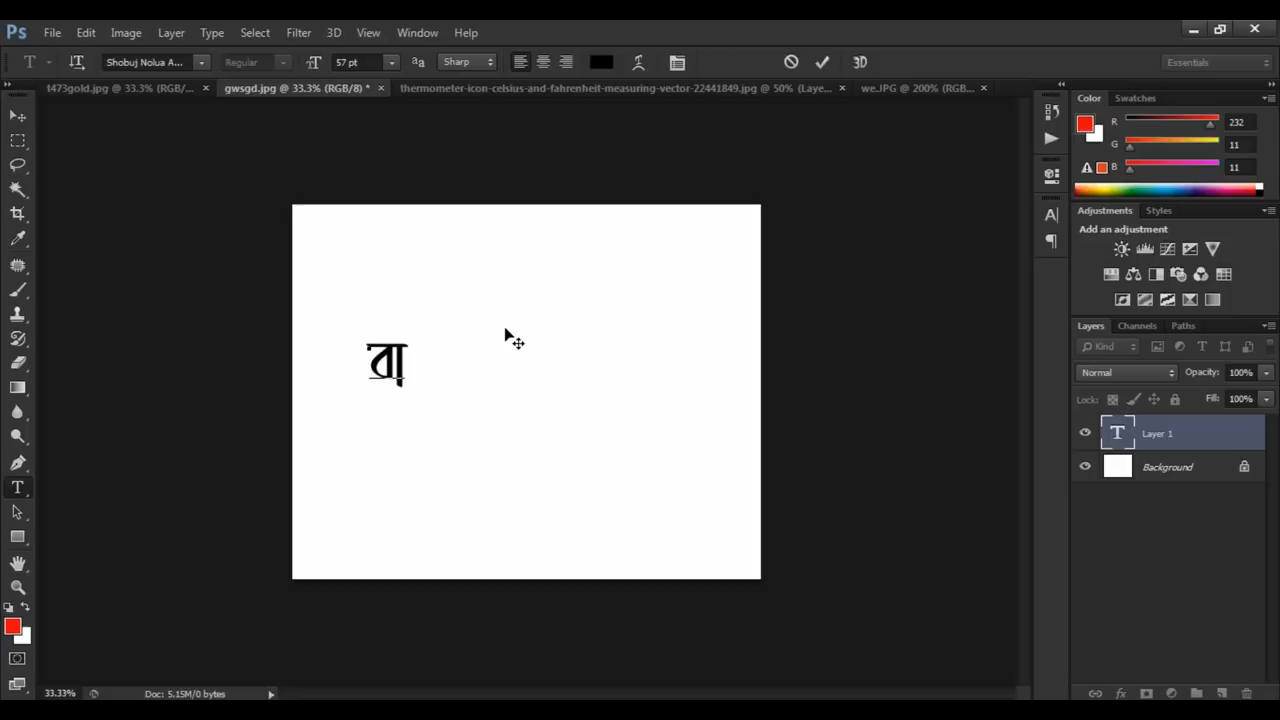 Ps File Edit Image Layer Type Select Filter 3D View Window Help
T Shobuj Nolua A... Regular 57 pt aa Sharp 3D Essentials
t473gold.jpg @ 33.3% (RGB/... × gwsgd.jpg @ 33.3% (RGB/8) * × thermometer-icon-celsius-and-fahrenheit-measuring-vector-22441849.jpg @ 50% (Laye... × we.JPG @ 200% (RGB... ×
Color Swatches
R 232
G 11
B 11
Adjustments Styles
Add an adjustment
Layers Channels Paths
Kind
Normal Opacity: 100%
Lock: Fill: 100%
T Layer 1
Background
বা
33.33% Doc: 5.15M/0 bytes